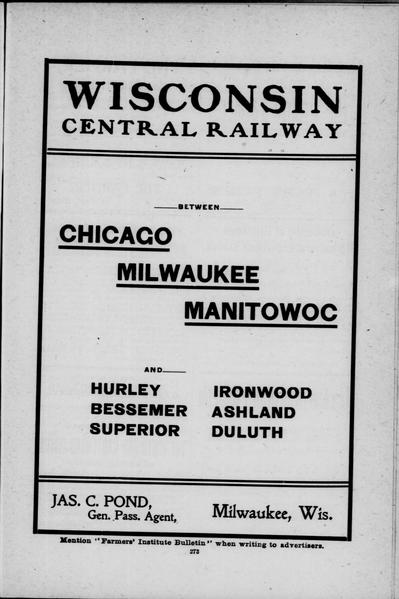 WISCONSIN
CENTRAL RAILWAY
BETWEEN
CHICAGO
MILWAUKEE
MANITOWOC
AND
HURLEY IRONWOOD
BESSEMER ASHLAND
SUPERIOR DULUTH
JAS. C. POND,
Gen. Pass. Agent, Milwaukee, Wis.
Mention "Farmers' Institute Bulletin" when writing to advertisers.
273